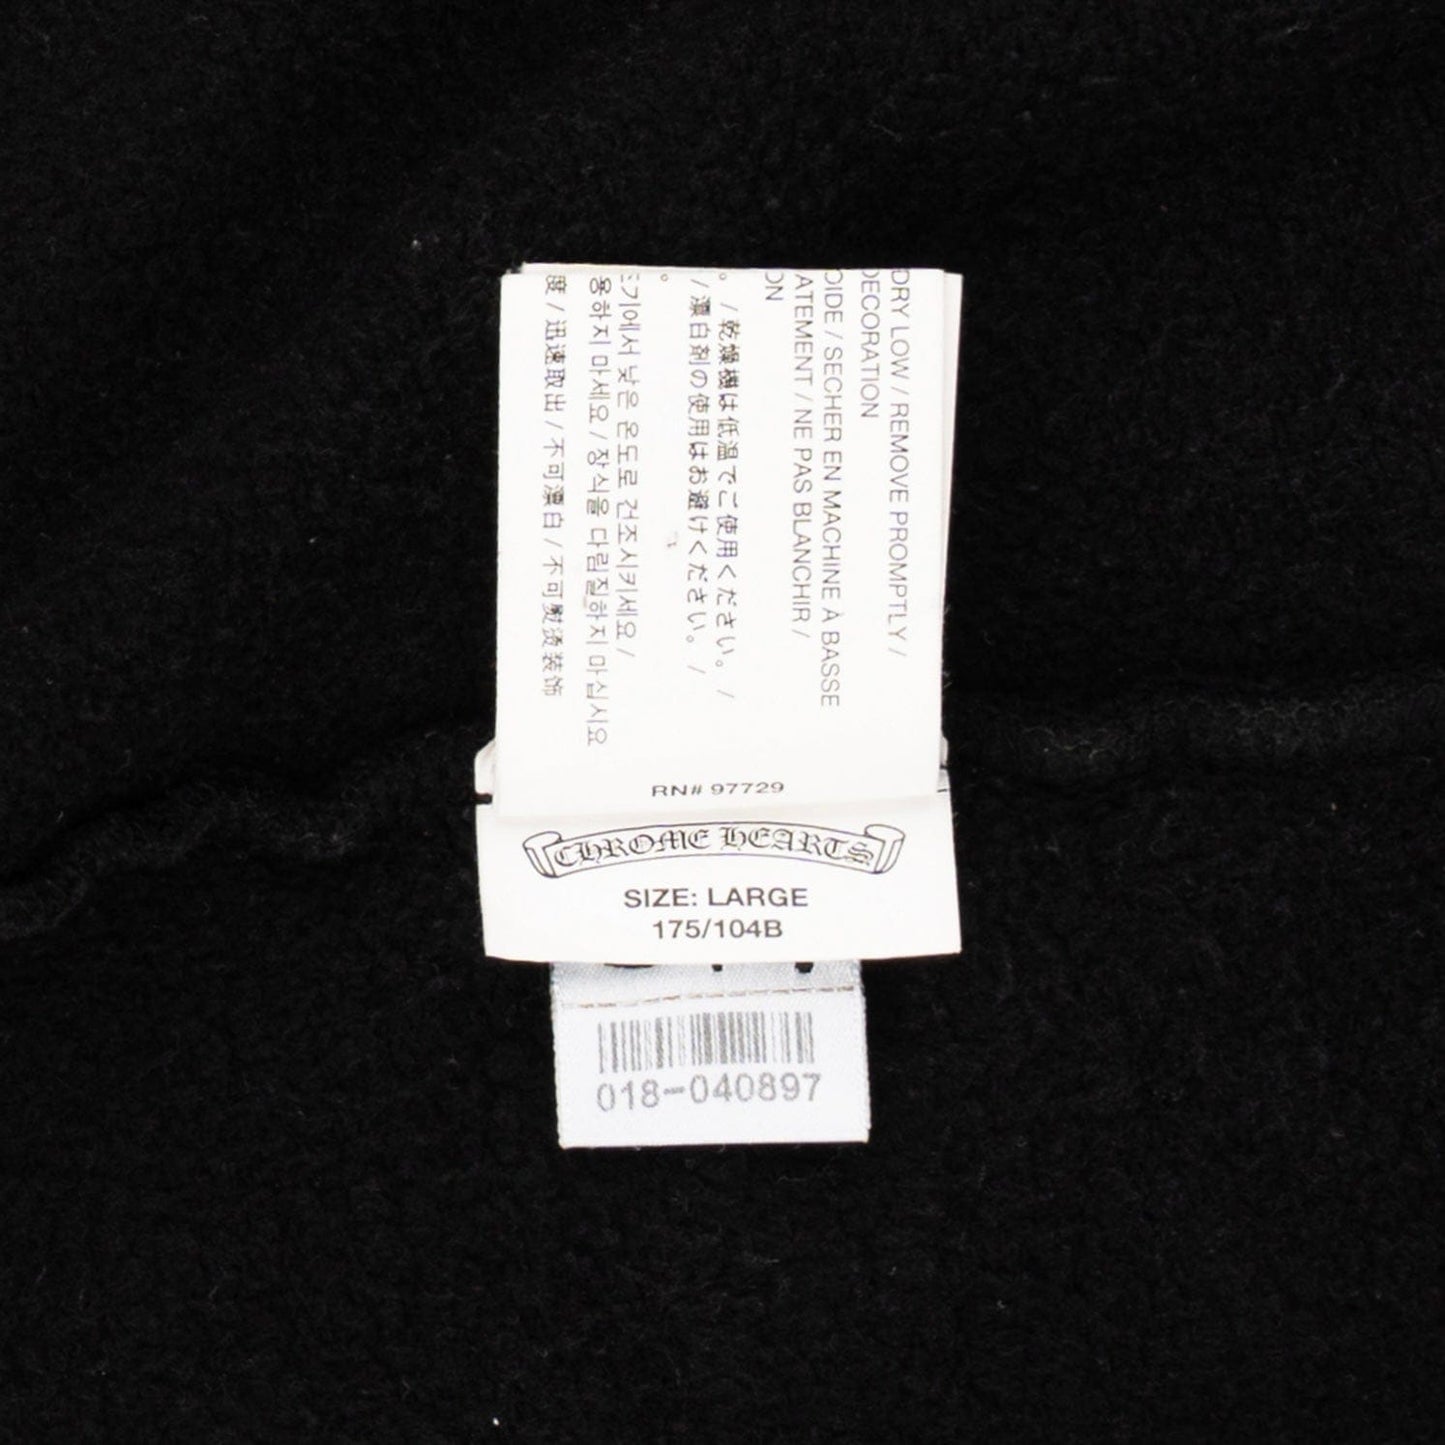 DRY LOW / REMOVE PROMPTLY /
DECORATION
OIDE / SECHER EN MACHINE À BASSE
ATEMENT / NE PAS BLANCHIR /
ON
。 / 乾燥機は低温でご使用ください。 /
/ 漂白剤の使用はお避けください。 /
。
기에서 낮은 온도로 건조시키세요 /
용하지 마세요 / 장식을 다림질하지 마십시요
度 / 迅速取出 / 不可漂白 / 不可熨烫装饰
RN# 97729
CHROME HEARTS
SIZE: LARGE
175/104B
018-040897